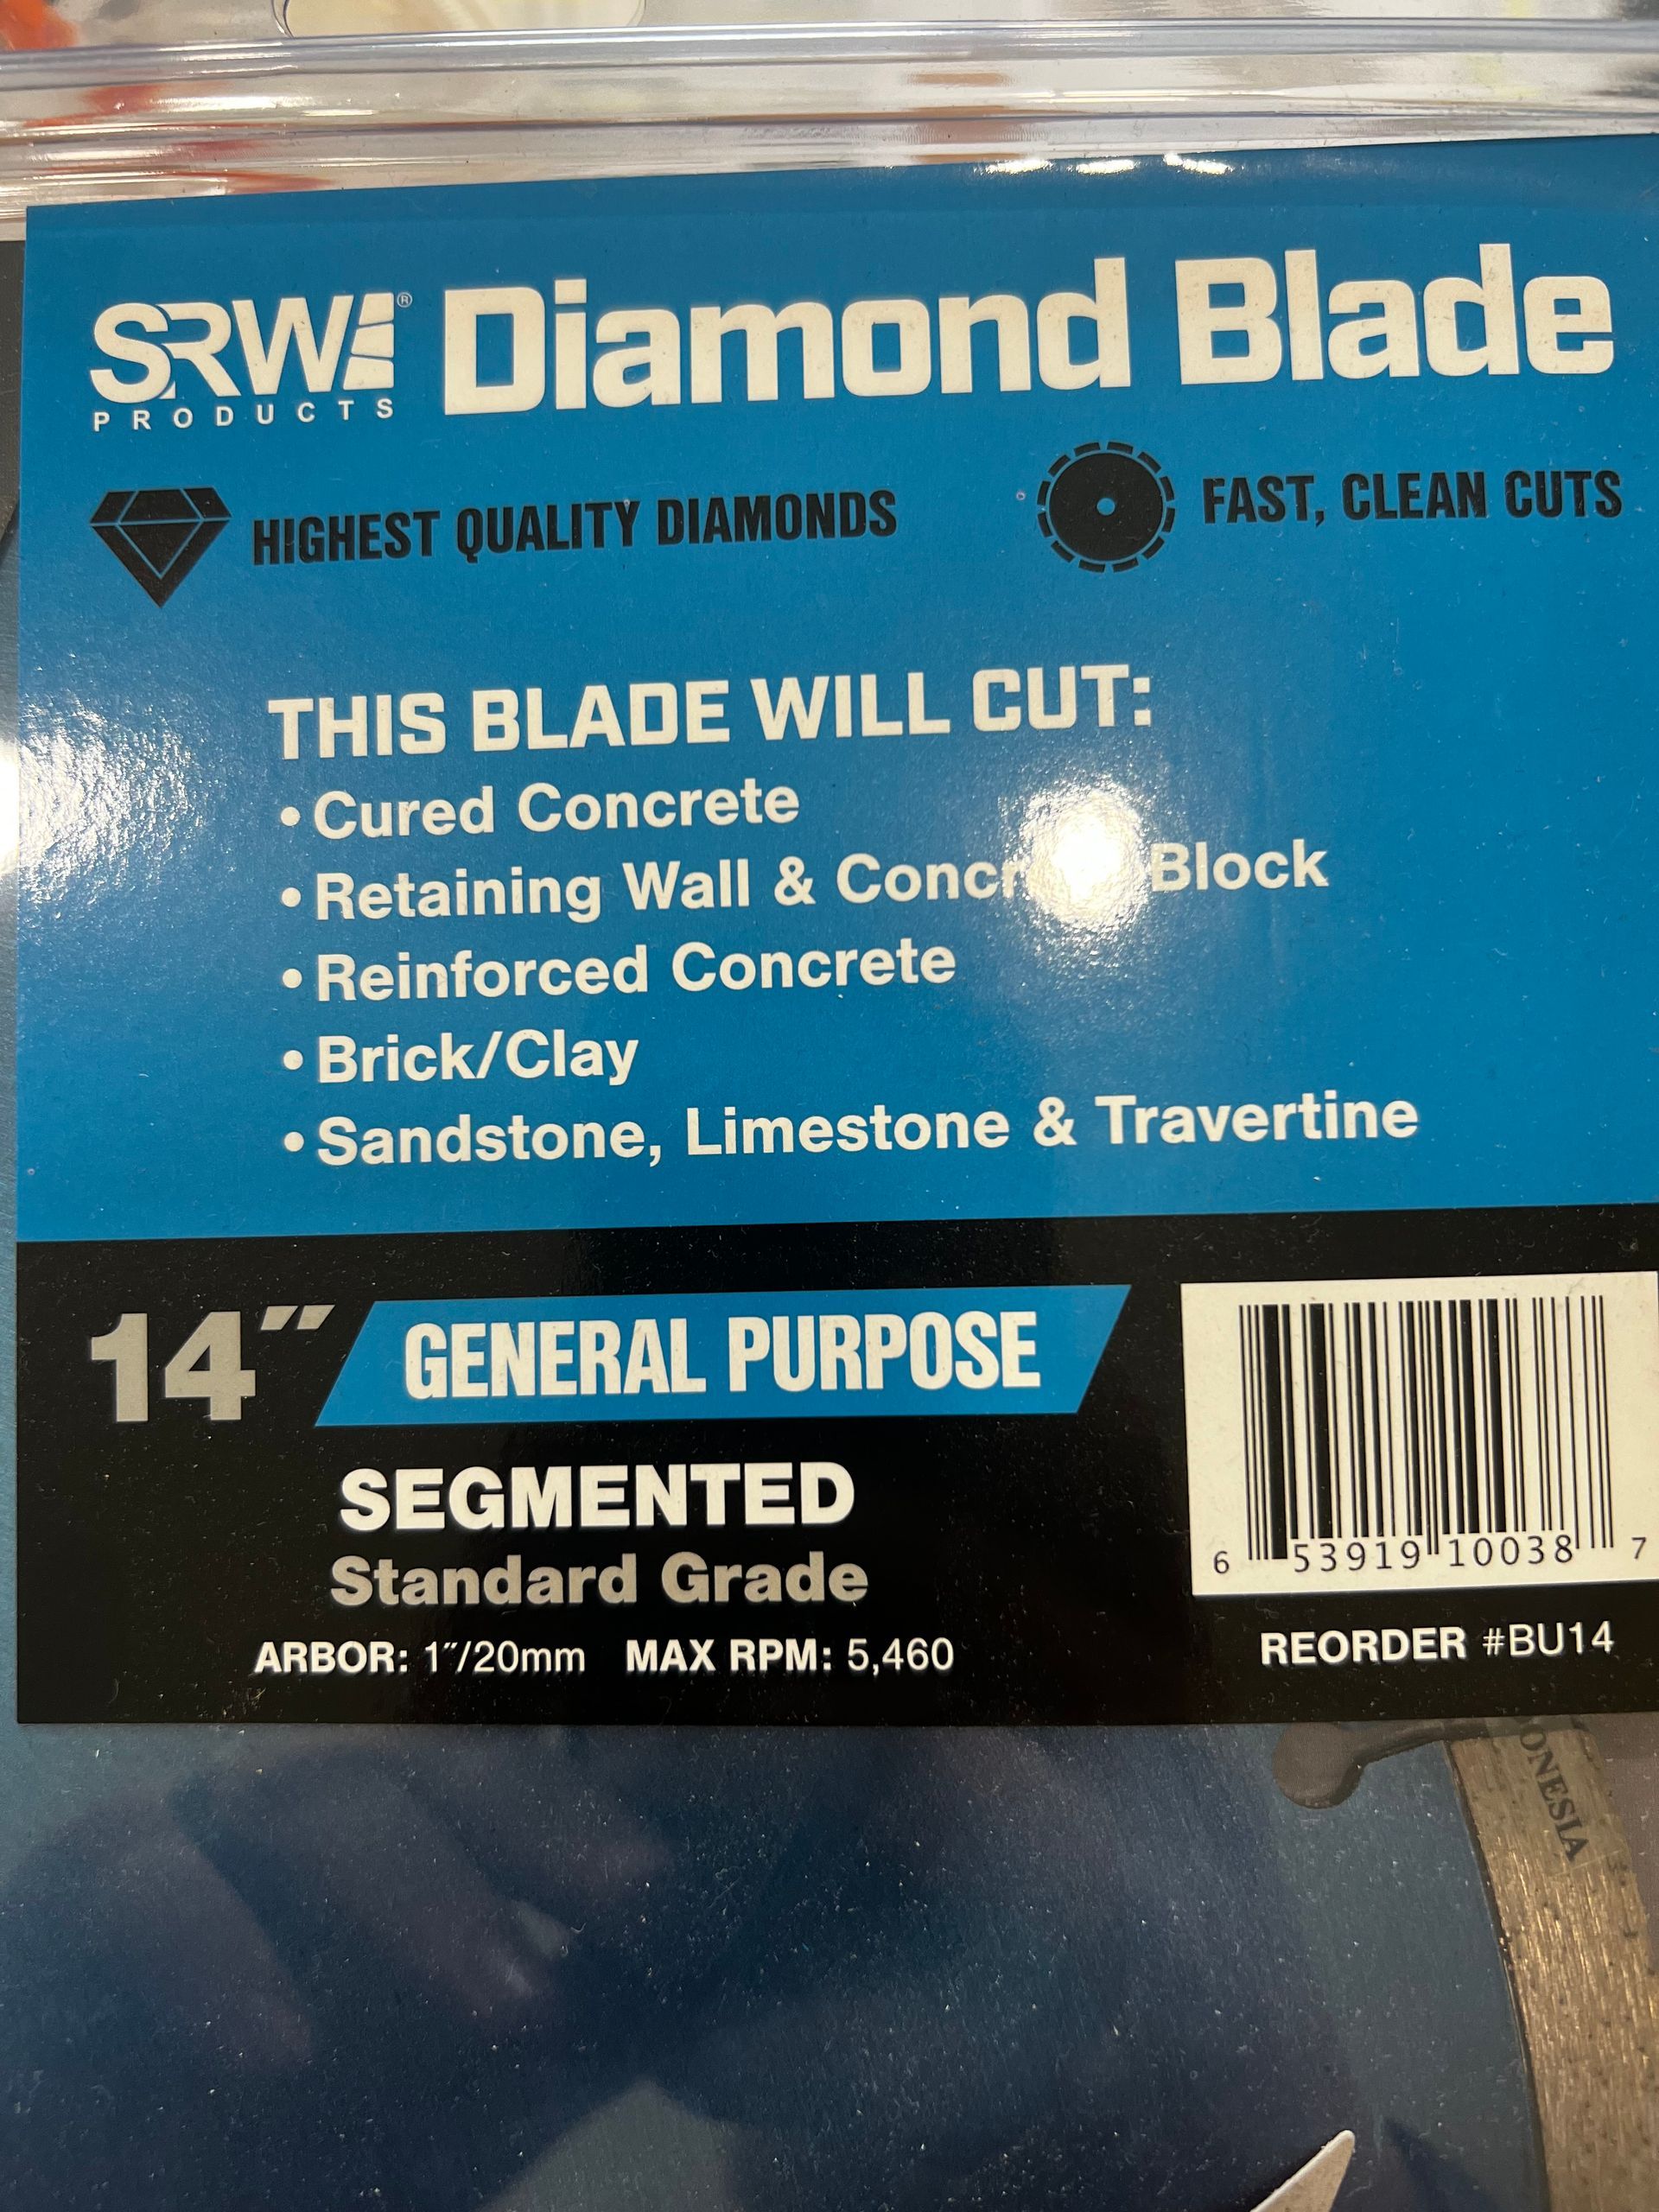 SRW®
PRODUCTS
Diamond Blade
HIGHEST QUALITY DIAMONDS
FAST, CLEAN CUTS
THIS BLADE WILL CUT:
• Cured Concrete
• Retaining Wall & Block
• Reinforced Concrete
• Brick/Clay
• Sandstone, Limestone & Travertine
14″ GENERAL PURPOSE
SEGMENTED
Standard Grade
ARBOR: 1″/20mm MAX RPM: 5,460
6 53919 10038 7
REORDER #BU14